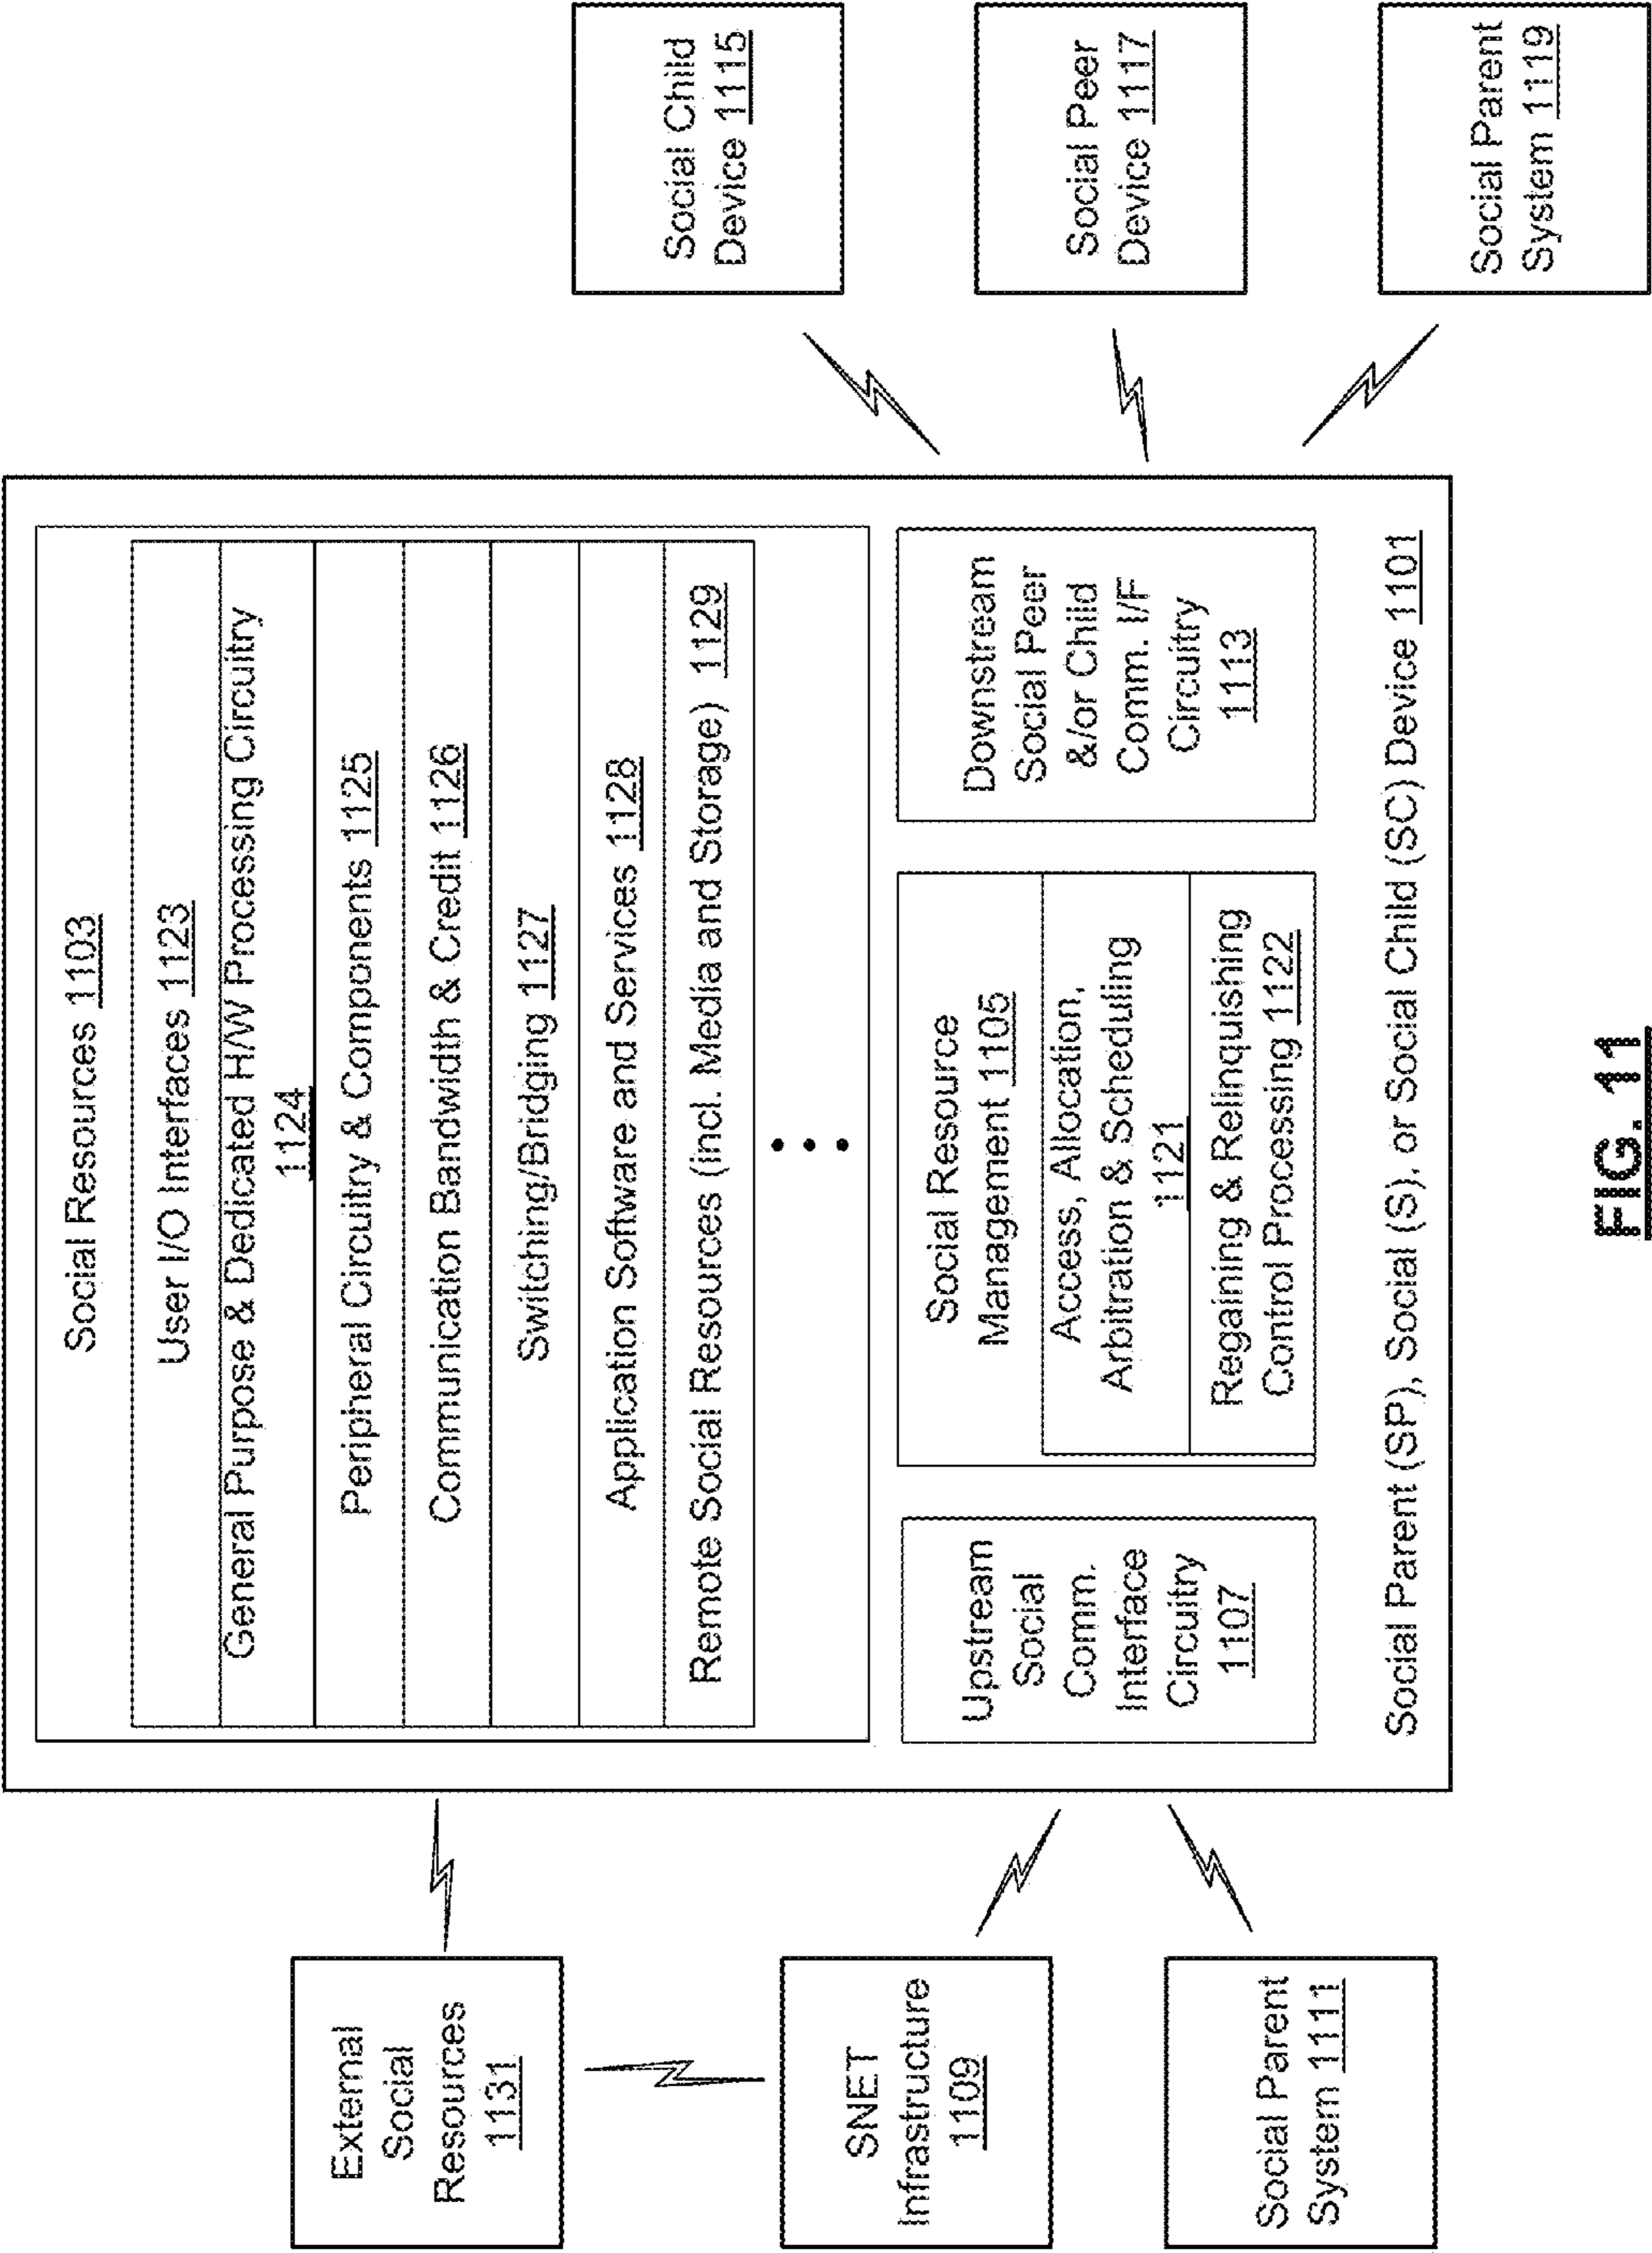 External
Social
Resources
1131
SNET
Infrastructure
1109
Social Parent
System 1111
Social Resources 1103
User I/O Interfaces 1123
General Purpose & Dedicated H/W Processing Circuitry
1124
Peripheral Circuitry & Components 1125
Communication Bandwidth & Credit 1126
Switching/Bridging 1127
Application Software and Services 1128
Remote Social Resources (incl. Media and Storage) 1129
Upstream
Social
Comm.
Interface
Circuitry
1107
Social Resource
Management 1105
Access, Allocation,
Arbitration & Scheduling
1121
Regaining & Relinquishing
Control Processing 1122
Downstream
Social Peer
&/or Child
Comm. I/F
Circuitry
1113
Social Parent (SP), Social (S), or Social Child (SC) Device 1101
Social Child
Device 1115
Social Peer
Device 1117
Social Parent
System 1119
FIG. 11